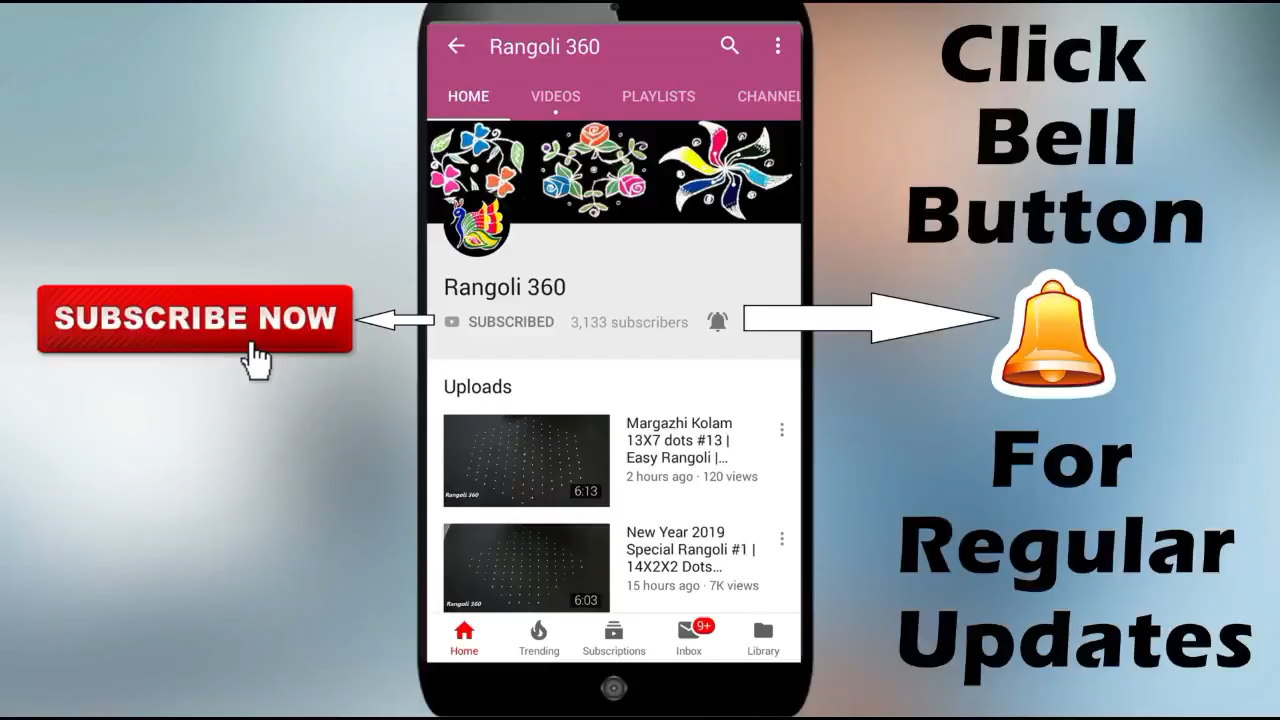 Rangoli 360
HOME VIDEOS PLAYLISTS CHANNEL
Rangoli 360
SUBSCRIBED 3,133 subscribers
Uploads
Margazhi Kolam
13X7 dots #13 |
Easy Rangoli |...
2 hours ago · 120 views
6:13
Rangoli 360
New Year 2019
Special Rangoli #1 |
14X2X2 Dots...
15 hours ago · 7K views
6:03
Rangoli 360
9+
Home Trending Subscriptions Inbox Library
SUBSCRIBE NOW
Click
Bell
Button
For
Regular
Updates